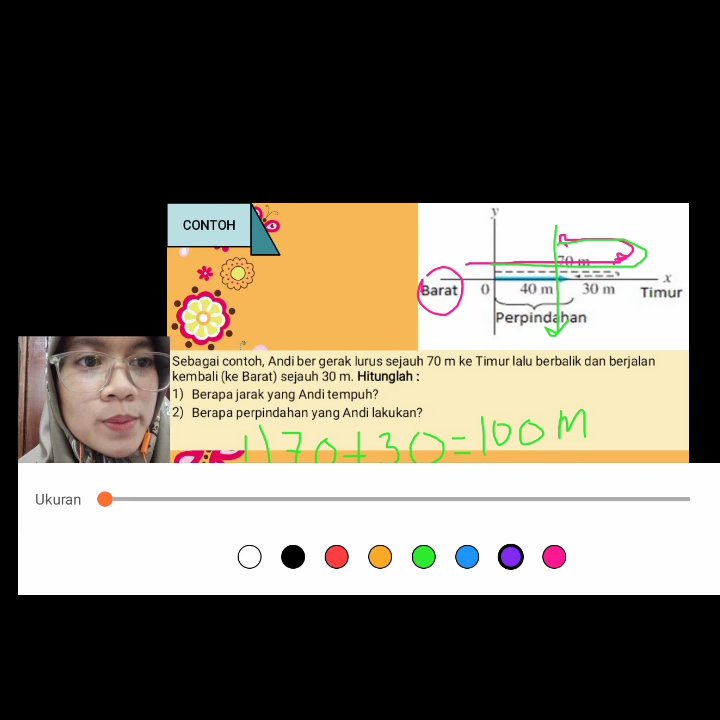 CONTOH
y
70 m
x
Barat
0
40 m
30 m
Timur
Perpindahan
Sebagai contoh, Andi ber gerak lurus sejauh 70 m ke Timur lalu berbalik dan berjalan
kembali (ke Barat) sejauh 30 m. Hitunglah :
1) Berapa jarak yang Andi tempuh?
2) Berapa perpindahan yang Andi lakukan?
1) 70 + 30 = 100 M
Ukuran